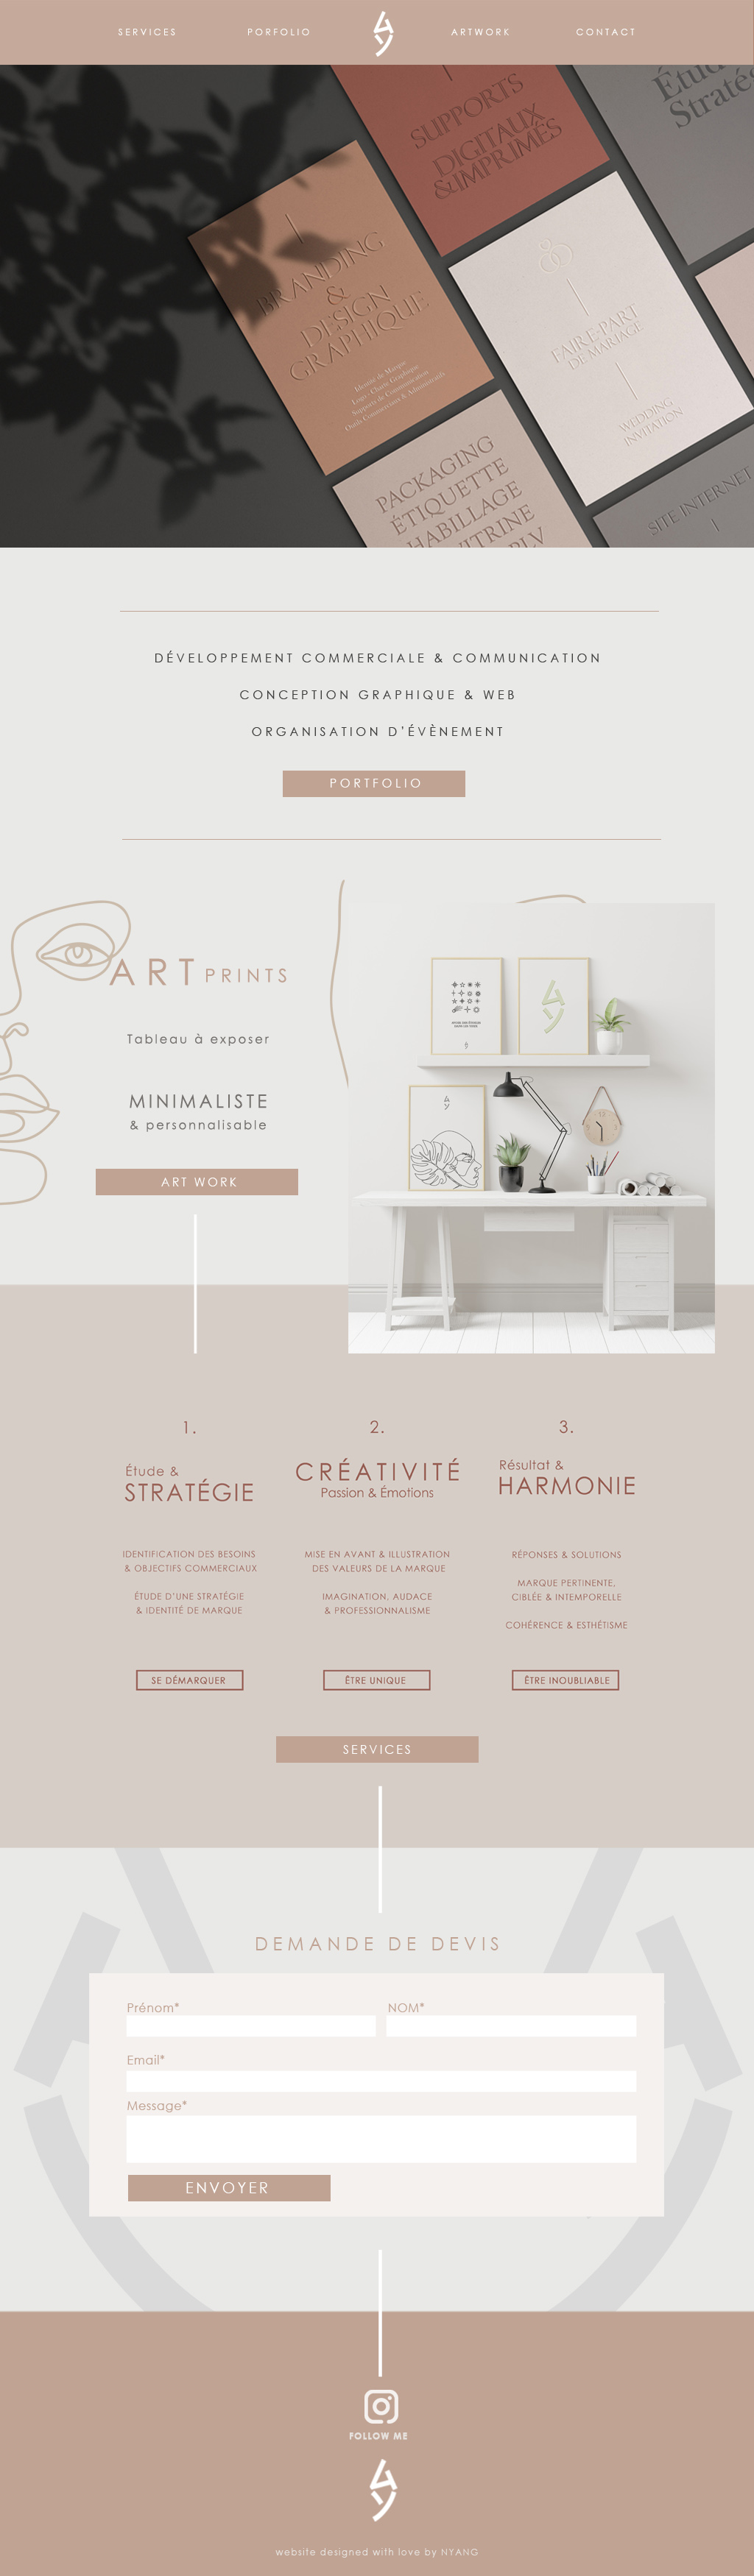 SERVICES
PORFOLIO
ARTWORK
CONTACT
SUPPORTS
DIGITAUX
&IMPRIMÉS
BRANDING
&
DESIGN
GRAPHIQUE
Identité de Marque
Logo - Charte Graphique
Supports de Communication
Outils Commerciaux & Administratifs
FAIRE-PART
DE MARIAGE
WEDDING
INVITATION
PACKAGING
ÉTIQUETTE
HABILLAGE
VITRINE
PLV
SITE INTERNET
DÉVELOPPEMENT COMMERCIALE & COMMUNICATION
CONCEPTION GRAPHIQUE & WEB
ORGANISATION D'ÉVÈNEMENT
PORTFOLIO
ART PRINTS
Tableau à exposer
MINIMALISTE
& personnalisable
ART WORK
1.
Étude &
STRATÉGIE
IDENTIFICATION DES BESOINS
& OBJECTIFS COMMERCIAUX
ÉTUDE D'UNE STRATÉGIE
& IDENTITÉ DE MARQUE
SE DÉMARQUER
2.
CRÉATIVITÉ
Passion & Émotions
MISE EN AVANT & ILLUSTRATION
DES VALEURS DE LA MARQUE
IMAGINATION, AUDACE
& PROFESSIONNALISME
ÊTRE UNIQUE
3.
Résultat &
HARMONIE
RÉPONSES & SOLUTIONS
MARQUE PERTINENTE,
CIBLÉE & INTEMPORELLE
COHÉRENCE & ESTHÉTISME
ÊTRE INOUBLIABLE
SERVICES
DEMANDE DE DEVIS
Prénom*
NOM*
Email*
Message*
ENVOYER
FOLLOW ME
website designed with love by NYANG